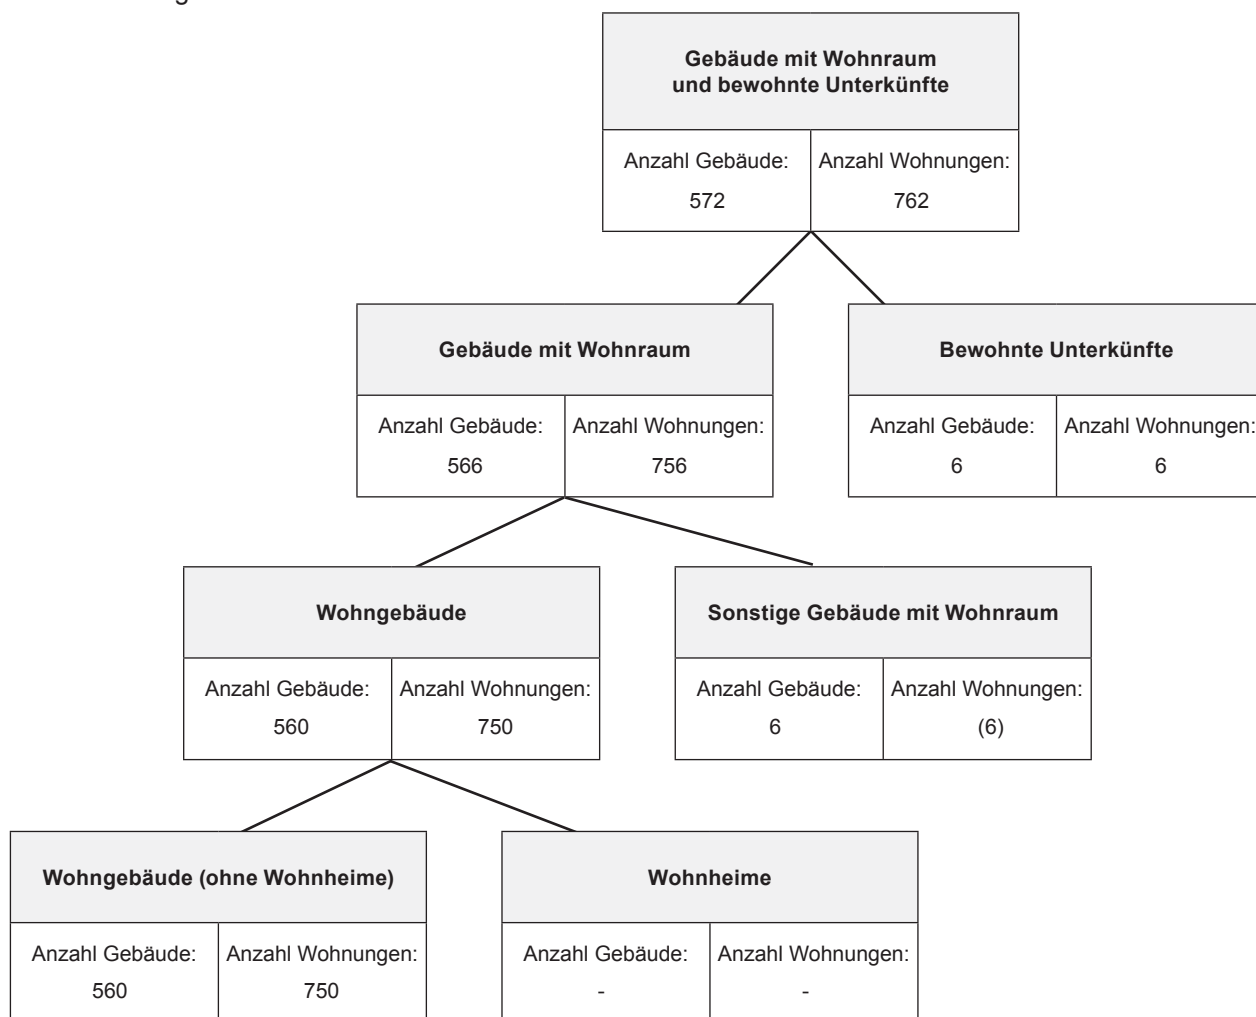 Gebäude mit Wohnraum
und bewohnte Unterkünfte
Anzahl Gebäude: Anzahl Wohnungen:
572 762
Gebäude mit Wohnraum
Bewohnte Unterkünfte
Anzahl Gebäude: Anzahl Wohnungen:
566 756
Anzahl Gebäude: Anzahl Wohnungen:
6 6
Wohngebäude
Sonstige Gebäude mit Wohnraum
Anzahl Gebäude: Anzahl Wohnungen:
560 750
Anzahl Gebäude: Anzahl Wohnungen:
6 (6)
Wohngebäude (ohne Wohnheime)
Wohnheime
Anzahl Gebäude: Anzahl Wohnungen:
560 750
Anzahl Gebäude: Anzahl Wohnungen:
- -